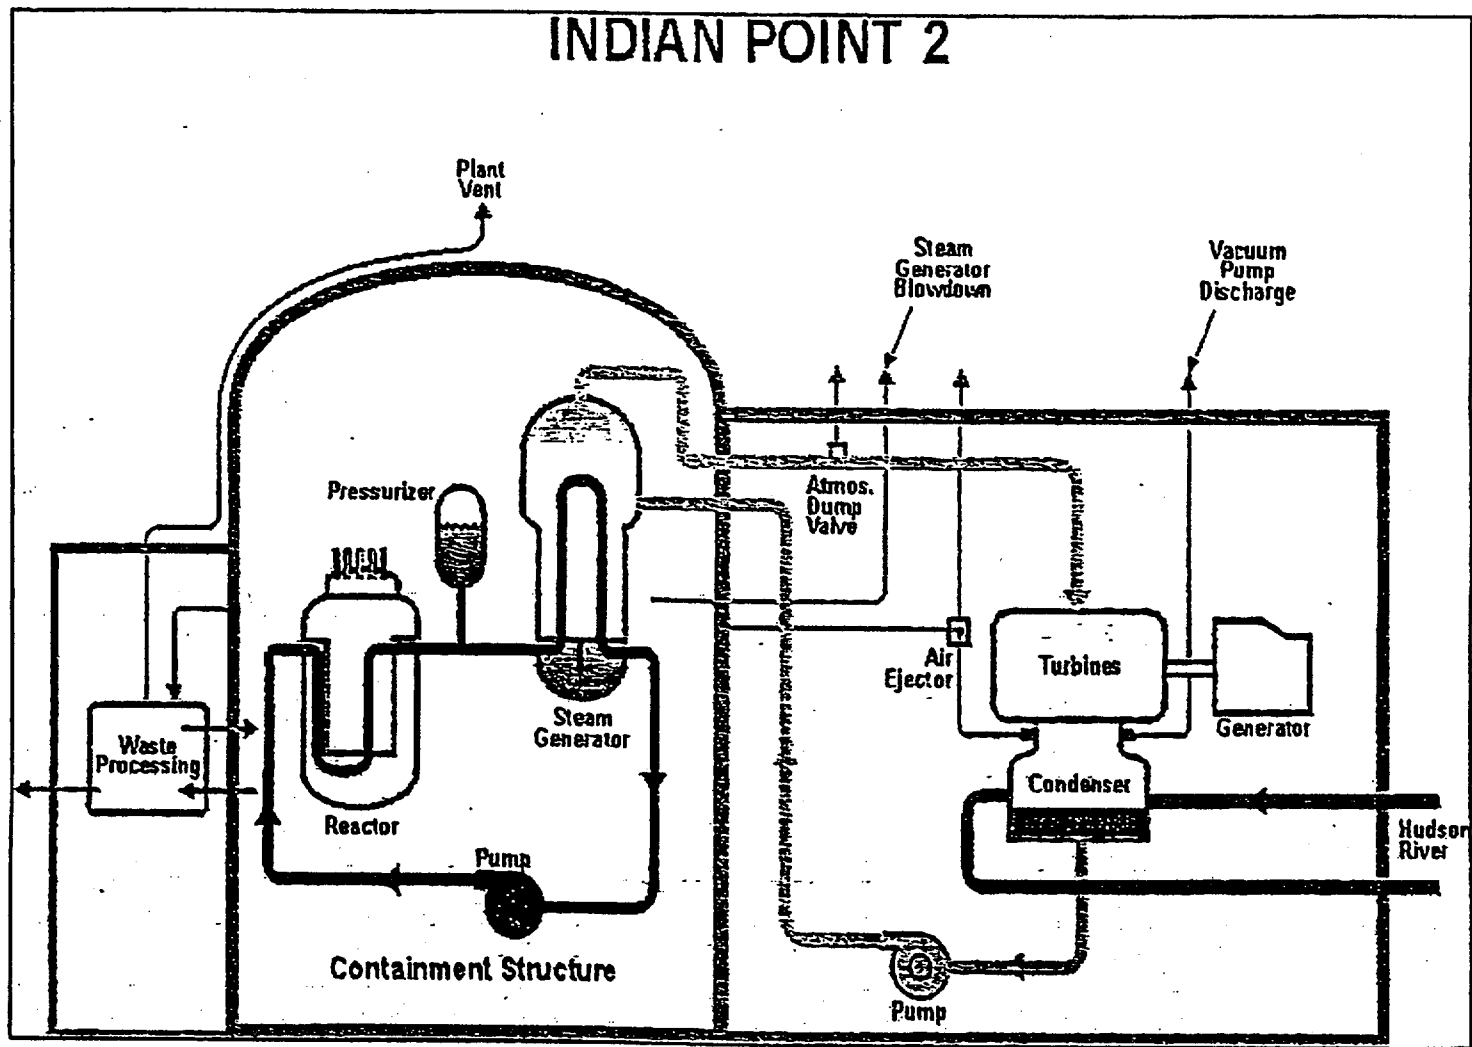 INDIAN POINT 2
Plant
Vent
Steam
Generator
Blowdown
Vacuum
Pump
Discharge
Pressurizer
Atmos.
Dump
Valve
Air
Ejector
Turbines
Generator
Steam
Generator
Waste
Processing
Condenser
Reactor
Hudson
River
Pump
Containment Structure
Pump